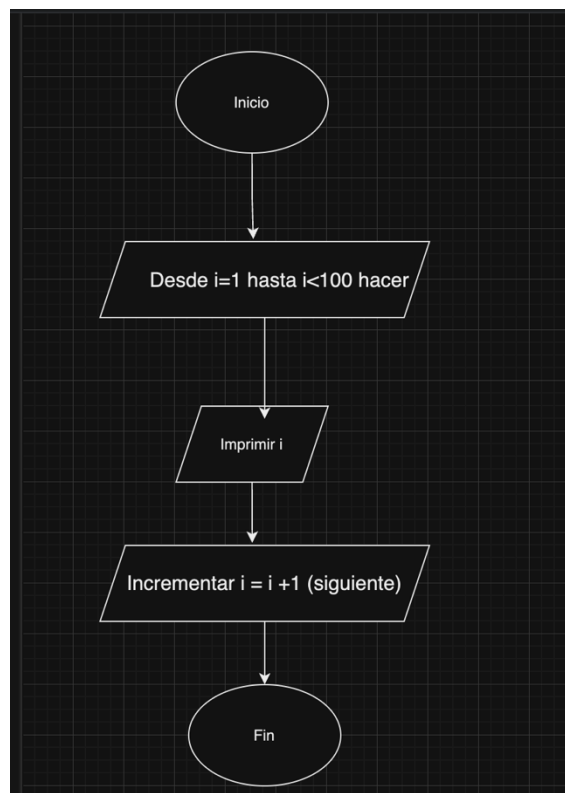 Inicio
Desde i=1 hasta i<100 hacer
Imprimir i
Incrementar i = i +1 (siguiente)
Fin